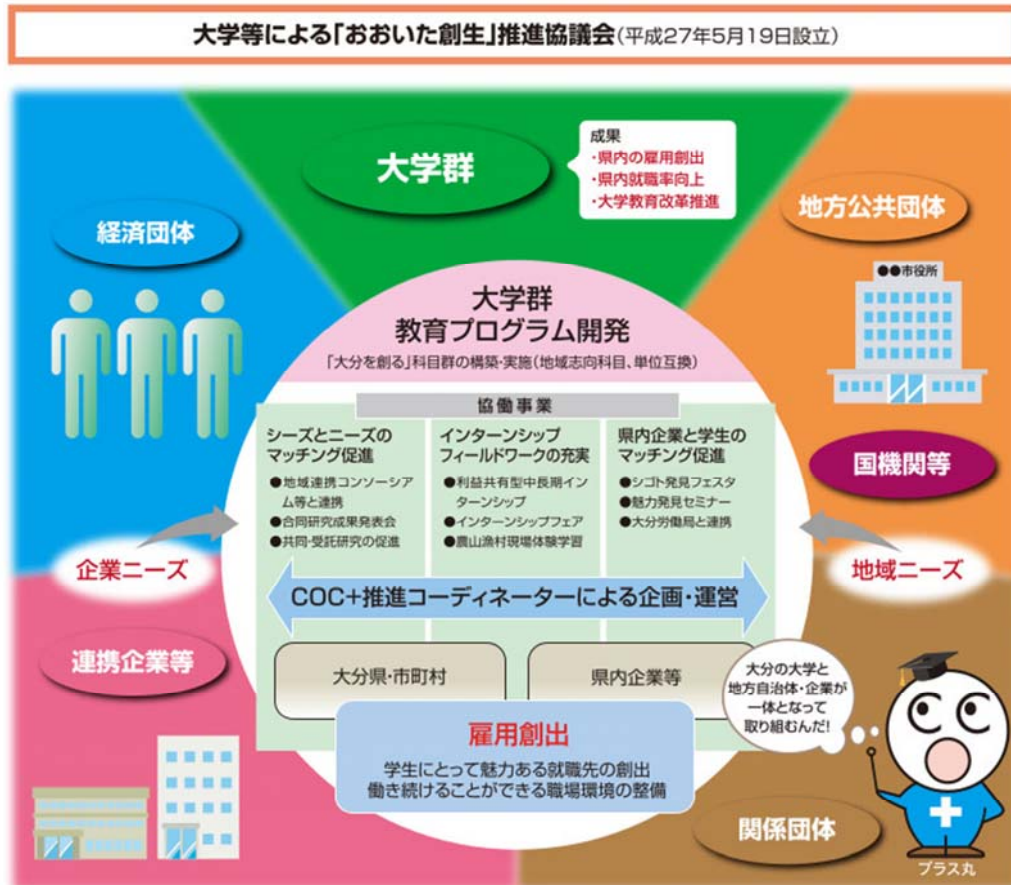 大学等による「おおいた創生」推進協議会(平成27年5月19日設立)
大学群
成果
・県内の雇用創出
・県内就職率向上
・大学教育改革推進
経済団体
地方公共団体
●●市役所
大学群
教育プログラム開発
「大分を創る」科目群の構築・実施(地域志向科目、単位互換)
協働事業
シーズとニーズの
マッチング促進
●地域連携コンソーシア
ム等と連携
●合同研究成果発表会
●共同・受託研究の促進
インターンシップ
フィールドワークの充実
●利益共有型中長期イン
ターンシップ
●インターンシップフェア
●農山漁村現場体験学習
県内企業と学生の
マッチング促進
●シゴト発見フェスタ
●魅力発見セミナー
●大分労働局と連携
国機関等
企業ニーズ
地域ニーズ
COC+推進コーディネーターによる企画・運営
連携企業等
大分県・市町村
県内企業等
大分の大学と
地方自治体・企業が
一体となって
取り組むんだ!
雇用創出
学生にとって魅力ある就職先の創出
働き続けることができる職場環境の整備
関係団体
プラス丸